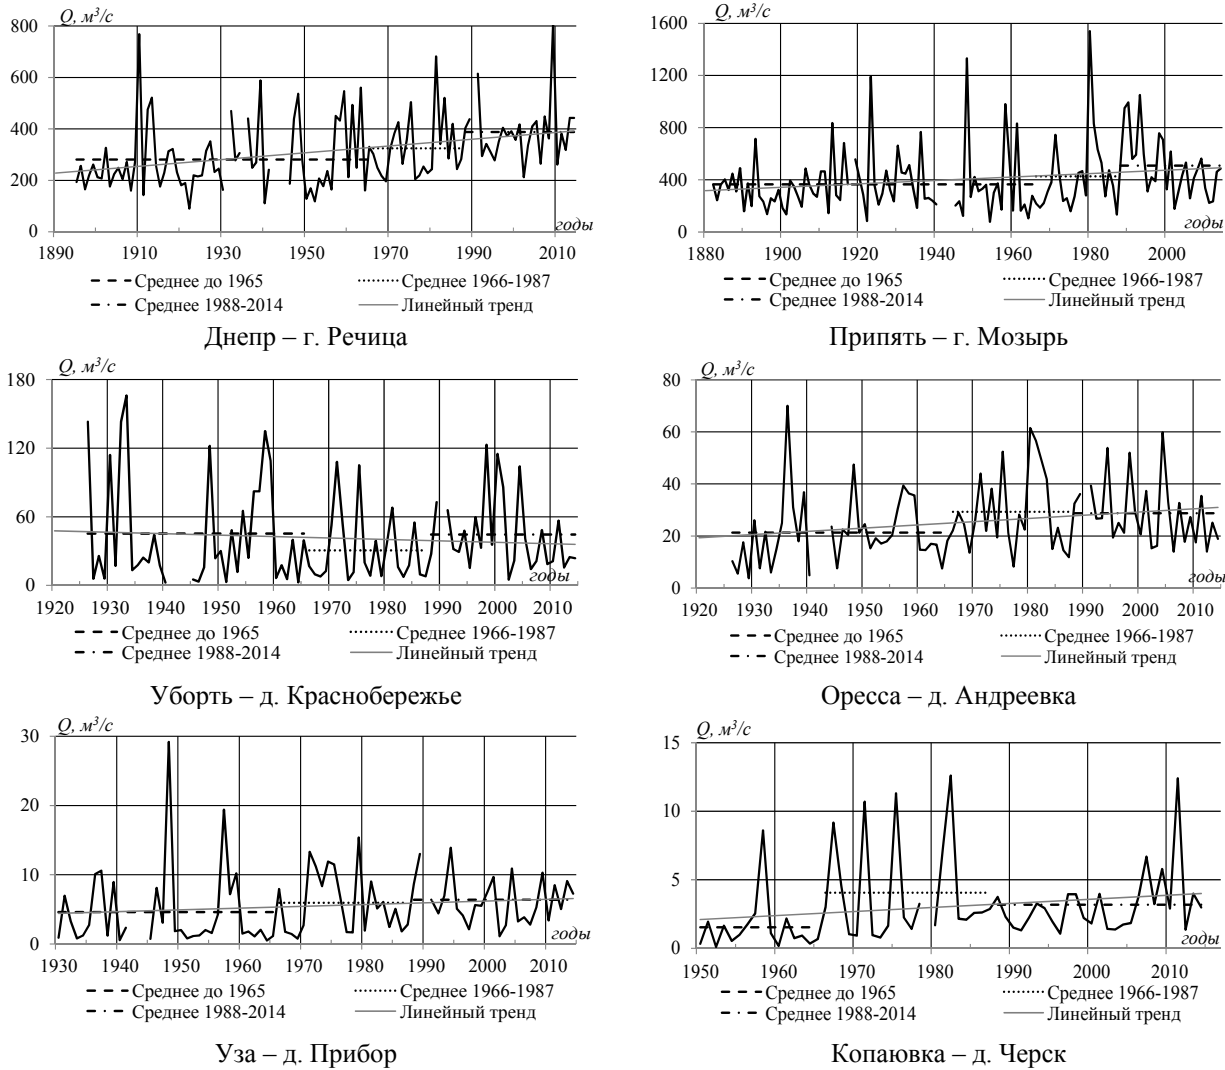 Q, м³/с
800
600
400
200
0
годы
1890 1910 1930 1950 1970 1990 2010
Среднее до 1965 Среднее 1966-1987
Среднее 1988-2014 Линейный тренд
Днепр – г. Речица
Q, м³/с
1600
1200
800
400
0
годы
1880 1900 1920 1940 1960 1980 2000
Среднее до 1965 Среднее 1966-1987
Среднее 1988-2014 Линейный тренд
Припять – г. Мозырь
Q, м³/с
180
120
60
0
годы
1920 1930 1940 1950 1960 1970 1980 1990 2000 2010
Среднее до 1965 Среднее 1966-1987
Среднее 1988-2014 Линейный тренд
Уборть – д. Краснобережье
Q, м³/с
80
60
40
20
0
годы
1920 1930 1940 1950 1960 1970 1980 1990 2000 2010
Среднее до 1965 Среднее 1966-1987
Среднее 1988-2014 Линейный тренд
Оресса – д. Андреевка
Q, м³/с
30
20
10
0
годы
1930 1940 1950 1960 1970 1980 1990 2000 2010
Среднее до 1965 Среднее 1966-1987
Среднее 1988-2014 Линейный тренд
Уза – д. Прибор
Q, м³/с
15
10
5
0
годы
1950 1960 1970 1980 1990 2000 2010
Среднее до 1965 Среднее 1966-1987
Среднее 1988-2014 Линейный тренд
Копаювка – д. Черск